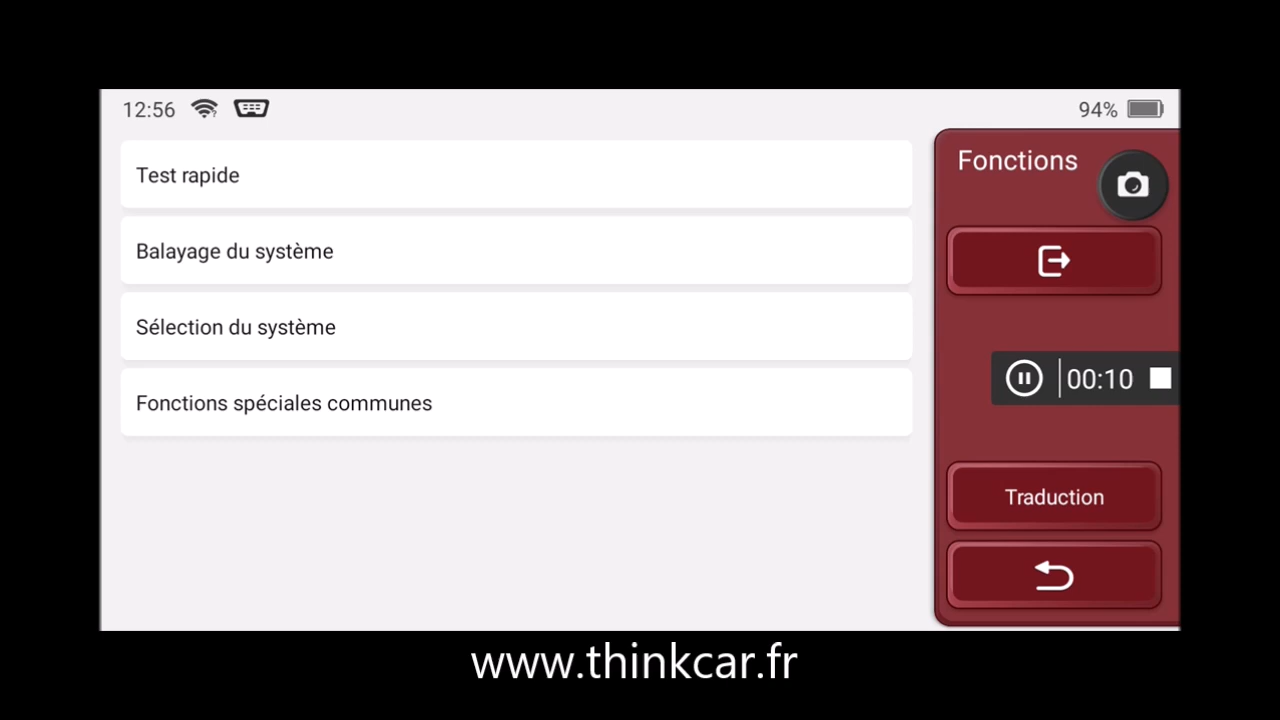 12:56
94%
Test rapide
Balayage du système
Sélection du système
Fonctions spéciales communes
Fonctions
00:10
Traduction
www.thinkcar.fr